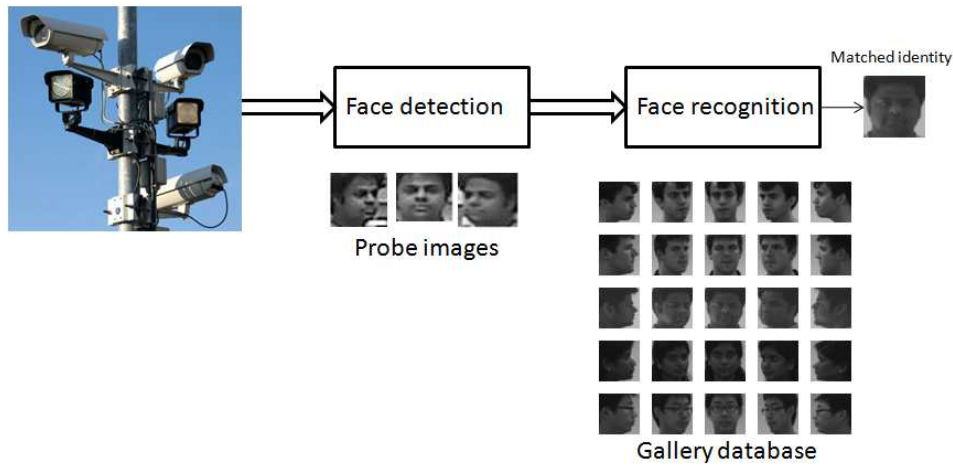 Matched identity
Face detection
Face recognition
Probe images
Gallery database